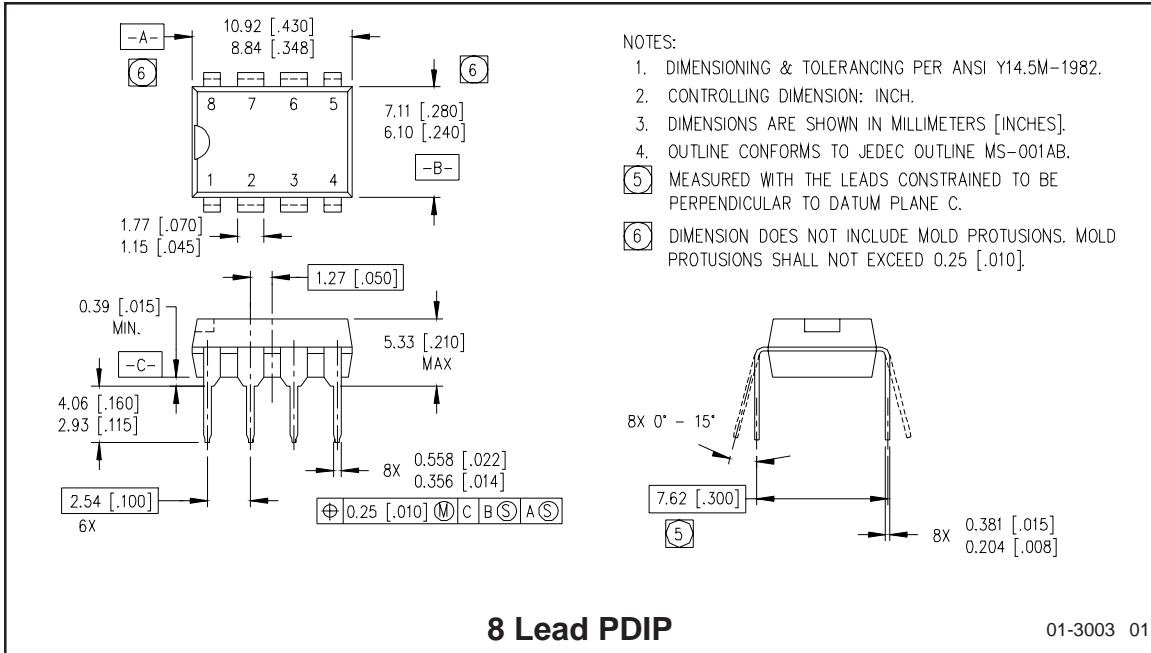 -A-
10.92 [.430]
8.84 [.348]
6
6
8 7 6 5
7.11 [.280]
6.10 [.240]
-B-
1 2 3 4
1.77 [.070]
1.15 [.045]
1.27 [.050]
0.39 [.015]
MIN.
5.33 [.210]
MAX
-C-
4.06 [.160]
2.93 [.115]
8X 0.558 [.022]
0.356 [.014]
2.54 [.100]
6X
⌖ 0.25 [.010] Ⓜ C B Ⓢ A Ⓢ
NOTES:
1. DIMENSIONING & TOLERANCING PER ANSI Y14.5M-1982.
2. CONTROLLING DIMENSION: INCH.
3. DIMENSIONS ARE SHOWN IN MILLIMETERS [INCHES].
4. OUTLINE CONFORMS TO JEDEC OUTLINE MS-001AB.
5 MEASURED WITH THE LEADS CONSTRAINED TO BE
PERPENDICULAR TO DATUM PLANE C.
6 DIMENSION DOES NOT INCLUDE MOLD PROTUSIONS. MOLD
PROTUSIONS SHALL NOT EXCEED 0.25 [.010].
8X 0° - 15°
7.62 [.300]
5
8X 0.381 [.015]
0.204 [.008]
8 Lead PDIP
01-3003 01